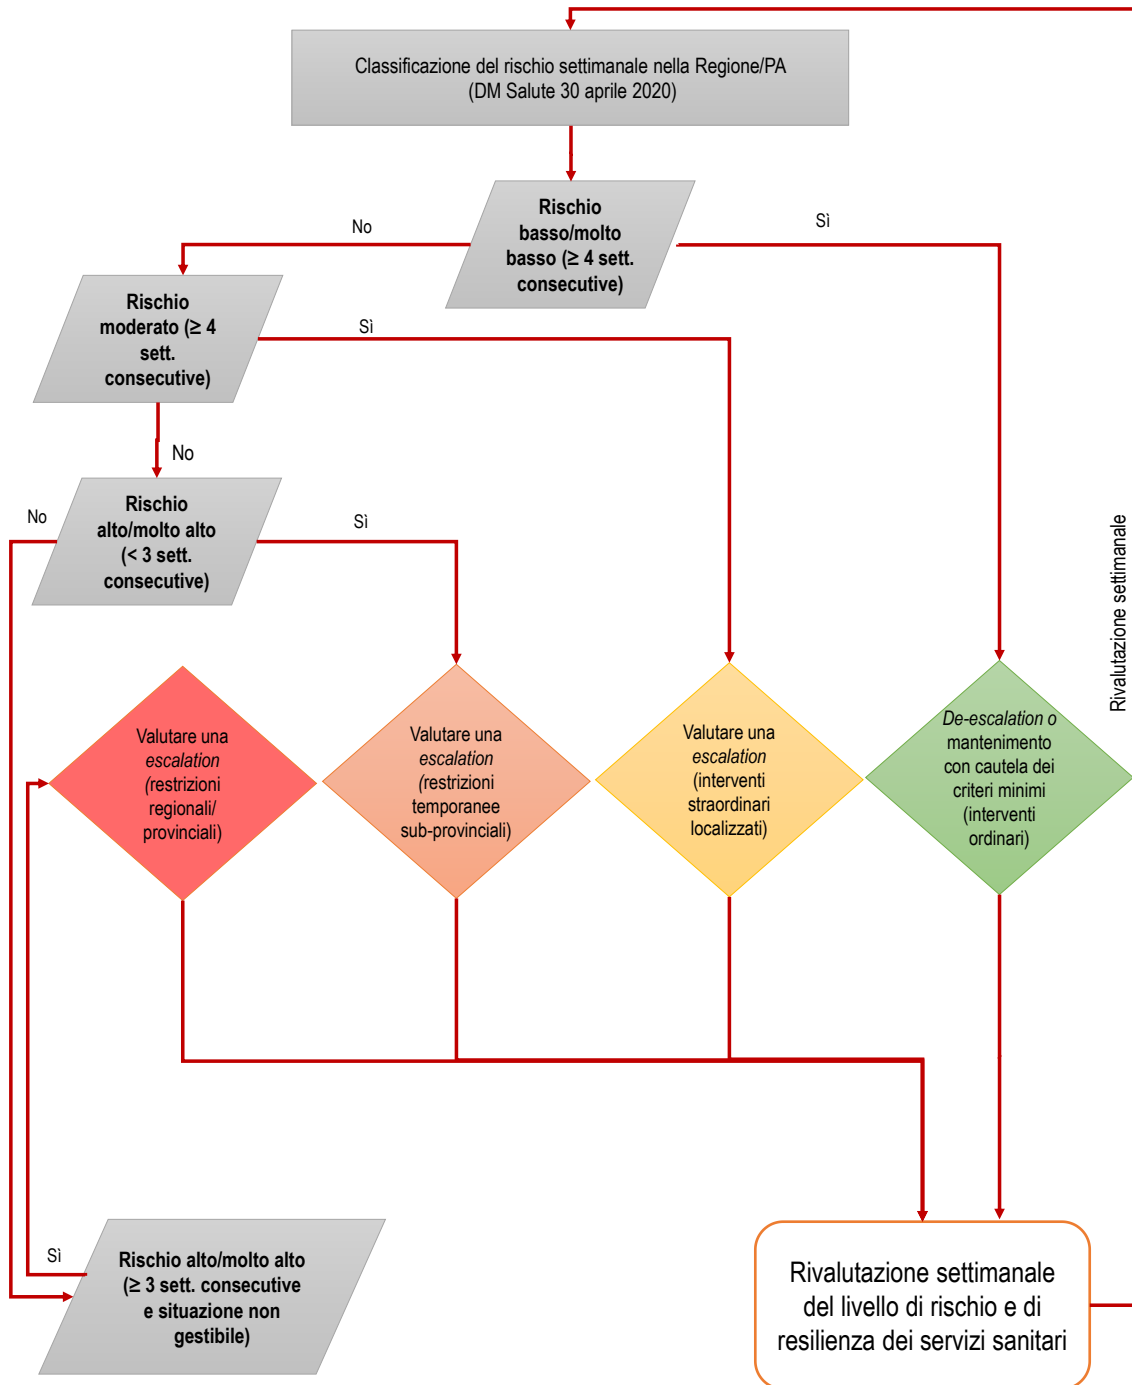 Classificazione del rischio settimanale nella Regione/PA
(DM Salute 30 aprile 2020)
Rischio
basso/molto
basso (≥ 4 sett.
consecutive)
No
Sì
Rischio
moderato (≥ 4
sett.
consecutive)
Sì
No
Rischio
alto/molto alto
(< 3 sett.
consecutive)
No
Sì
Rivalutazione settimanale
Valutare una
escalation
(restrizioni
regionali/
provinciali)
Valutare una
escalation
(restrizioni
temporanee
sub-provinciali)
Valutare una
escalation
(interventi
straordinari
localizzati)
De-escalation o
mantenimento
con cautela dei
criteri minimi
(interventi
ordinari)
Sì
Rischio alto/molto alto
(≥ 3 sett. consecutive
e situazione non
gestibile)
Rivalutazione settimanale
del livello di rischio e di
resilienza dei servizi sanitari